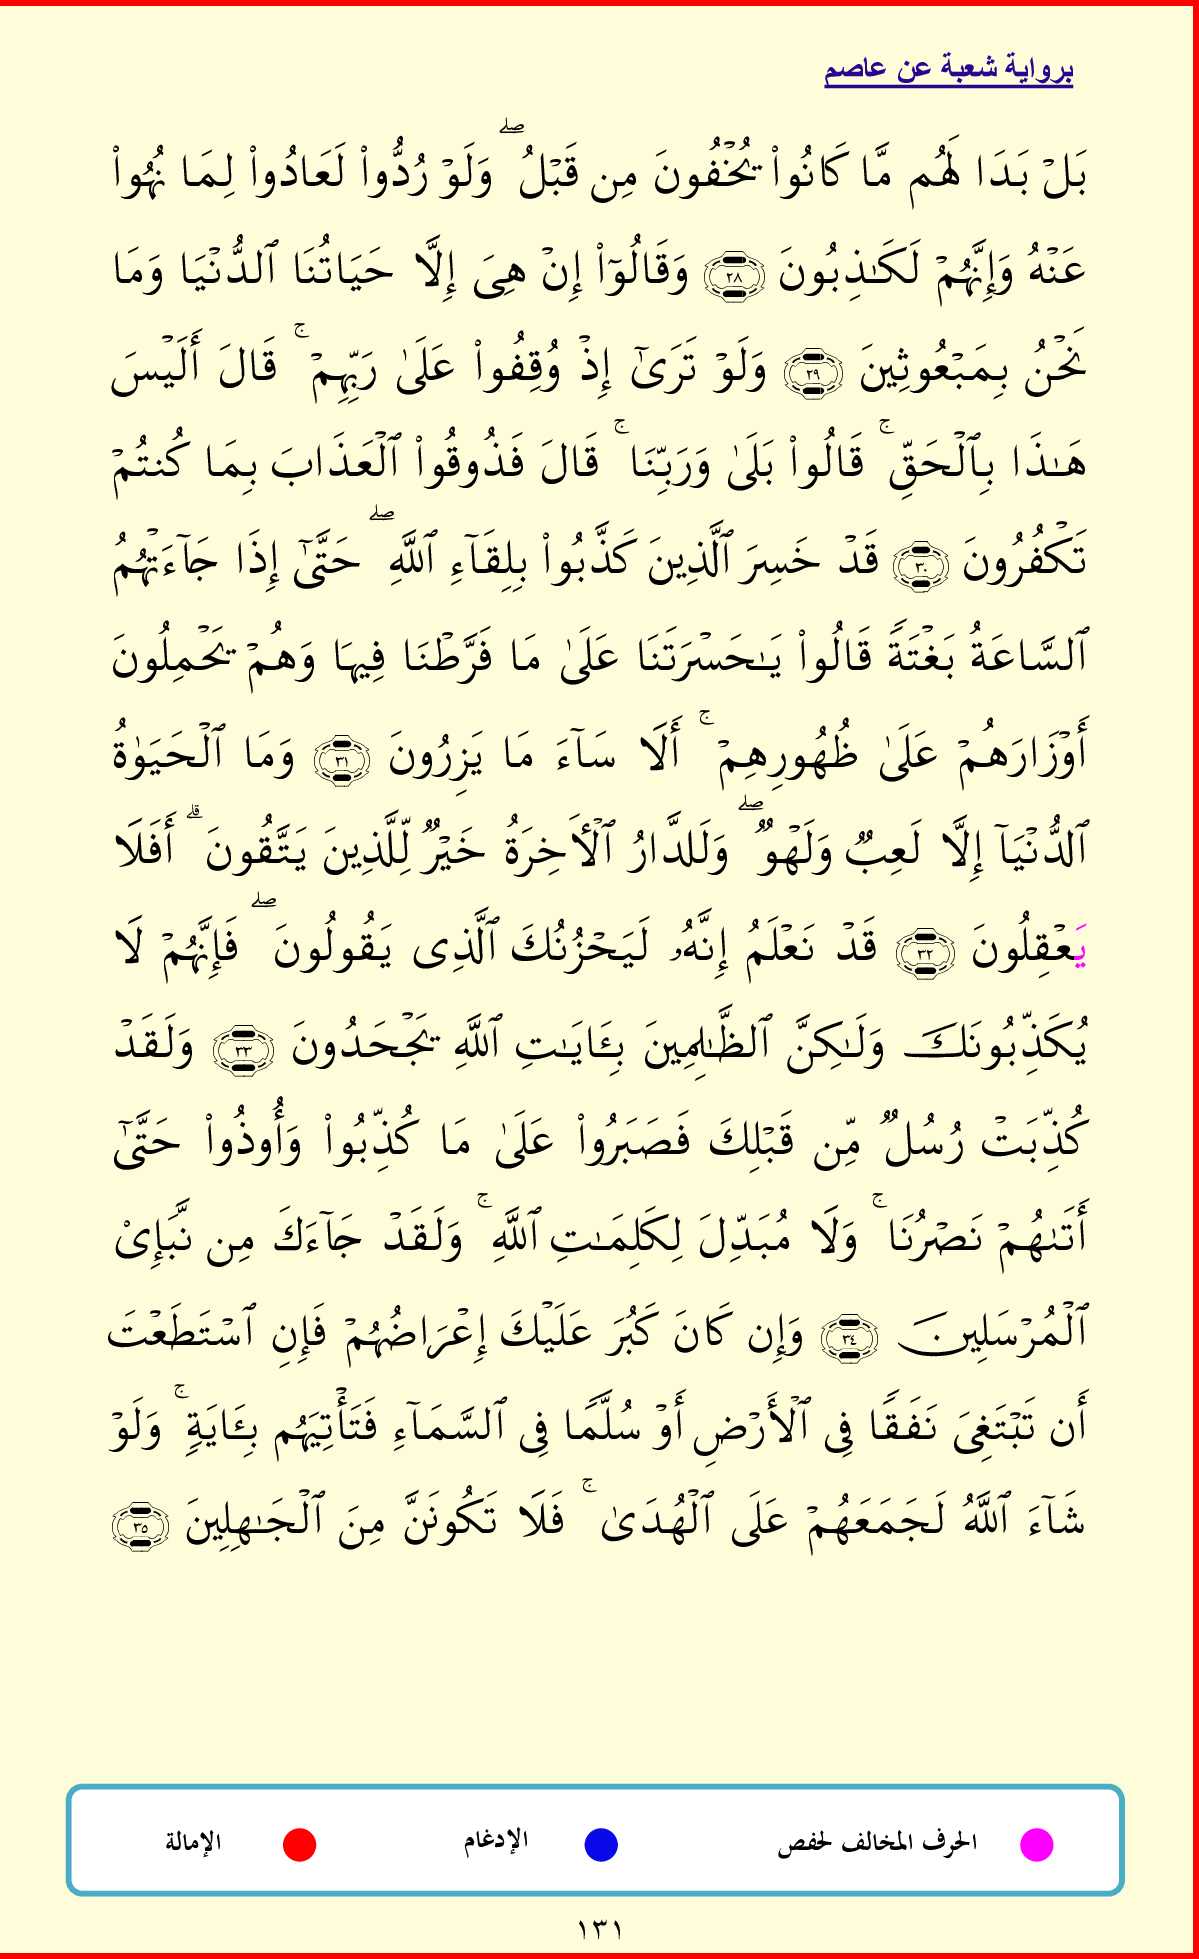 برواية شعبة عن عاصم
بَلۡ بَدَا لَهُم مَّا كَانُواْ يُخۡفُونَ مِن قَبۡلُۖ وَلَوۡ رُدُّواْ لَعَادُواْ لِمَا نُهُواْ
عَنۡهُ وَإِنَّهُمۡ لَكَٰذِبُونَ ٢٨ وَقَالُوٓاْ إِنۡ هِيَ إِلَّا حَيَاتُنَا ٱلدُّنۡيَا وَمَا
نَحۡنُ بِمَبۡعُوثِينَ ٢٩ وَلَوۡ تَرَىٰٓ إِذۡ وُقِفُواْ عَلَىٰ رَبِّهِمۡۚ قَالَ أَلَيۡسَ
هَٰذَا بِٱلۡحَقِّۚ قَالُواْ بَلَىٰ وَرَبِّنَاۚ قَالَ فَذُوقُواْ ٱلۡعَذَابَ بِمَا كُنتُمۡ
تَكۡفُرُونَ ٣٠ قَدۡ خَسِرَ ٱلَّذِينَ كَذَّبُواْ بِلِقَآءِ ٱللَّهِۖ حَتَّىٰٓ إِذَا جَآءَتۡهُمُ
ٱلسَّاعَةُ بَغۡتَةٗ قَالُواْ يَٰحَسۡرَتَنَا عَلَىٰ مَا فَرَّطۡنَا فِيهَا وَهُمۡ يَحۡمِلُونَ
أَوۡزَارَهُمۡ عَلَىٰ ظُهُورِهِمۡۚ أَلَا سَآءَ مَا يَزِرُونَ ٣١ وَمَا ٱلۡحَيَوٰةُ
ٱلدُّنۡيَآ إِلَّا لَعِبٞ وَلَهۡوٞۖ وَلَلدَّارُ ٱلۡأٓخِرَةُ خَيۡرٞ لِّلَّذِينَ يَتَّقُونَۚ أَفَلَا
يَعۡقِلُونَ ٣٢ قَدۡ نَعۡلَمُ إِنَّهُۥ لَيَحۡزُنُكَ ٱلَّذِي يَقُولُونَۖ فَإِنَّهُمۡ لَا
يُكَذِّبُونَكَ وَلَٰكِنَّ ٱلظَّٰلِمِينَ بِـَٔايَٰتِ ٱللَّهِ يَجۡحَدُونَ ٣٣ وَلَقَدۡ
كُذِّبَتۡ رُسُلٞ مِّن قَبۡلِكَ فَصَبَرُواْ عَلَىٰ مَا كُذِّبُواْ وَأُوذُواْ حَتَّىٰٓ
أَتَىٰهُمۡ نَصۡرُنَاۚ وَلَا مُبَدِّلَ لِكَلِمَٰتِ ٱللَّهِۚ وَلَقَدۡ جَآءَكَ مِن نَّبَإِيْ
ٱلۡمُرۡسَلِينَ ٣٤ وَإِن كَانَ كَبُرَ عَلَيۡكَ إِعۡرَاضُهُمۡ فَإِنِ ٱسۡتَطَعۡتَ
أَن تَبۡتَغِيَ نَفَقٗا فِي ٱلۡأَرۡضِ أَوۡ سُلَّمٗا فِي ٱلسَّمَآءِ فَتَأۡتِيَهُم بِـَٔايَةٖۚ وَلَوۡ
شَآءَ ٱللَّهُ لَجَمَعَهُمۡ عَلَى ٱلۡهُدَىٰۚ فَلَا تَكُونَنَّ مِنَ ٱلۡجَٰهِلِينَ ٣٥
الحرف المخالف لحفص الإدغام الإمالة
١٣١